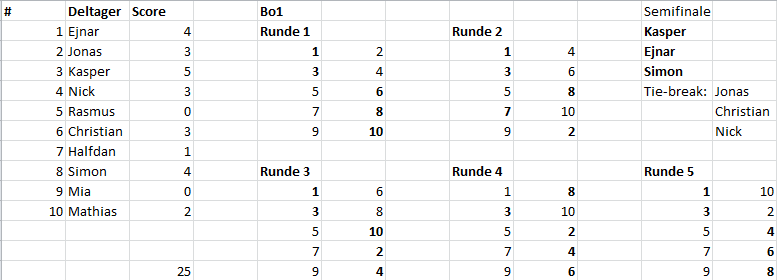 # Deltager Score Bo1 Semifinale
1 Ejnar 4 Runde 1 Runde 2 Kasper
2 Jonas 3 1 2 1 4 Ejnar
3 Kasper 5 3 4 3 6 Simon
4 Nick 3 5 6 5 8 Tie-break: Jonas
5 Rasmus 0 7 8 7 10 Christian
6 Christian 3 9 10 9 2 Nick
7 Halfdan 1
8 Simon 4 Runde 3 Runde 4 Runde 5
9 Mia 0 1 6 1 8 1 10
10 Mathias 2 3 8 3 10 3 2
5 10 5 2 5 4
7 2 7 4 7 6
25 9 4 9 6 9 8